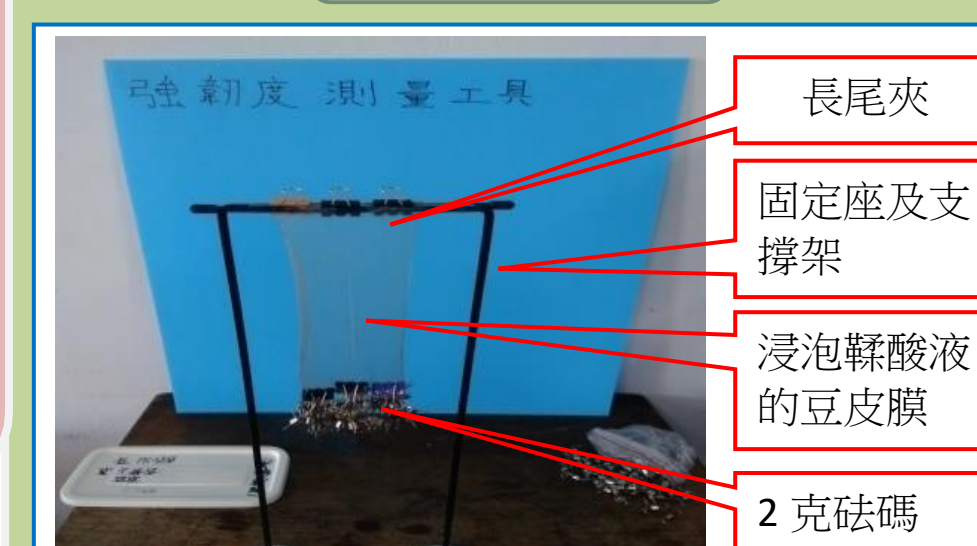 強韌度 測量工具
長尾夾
固定座及支
撐架
浸泡鞣酸液
的豆皮膜
2 克砝碼